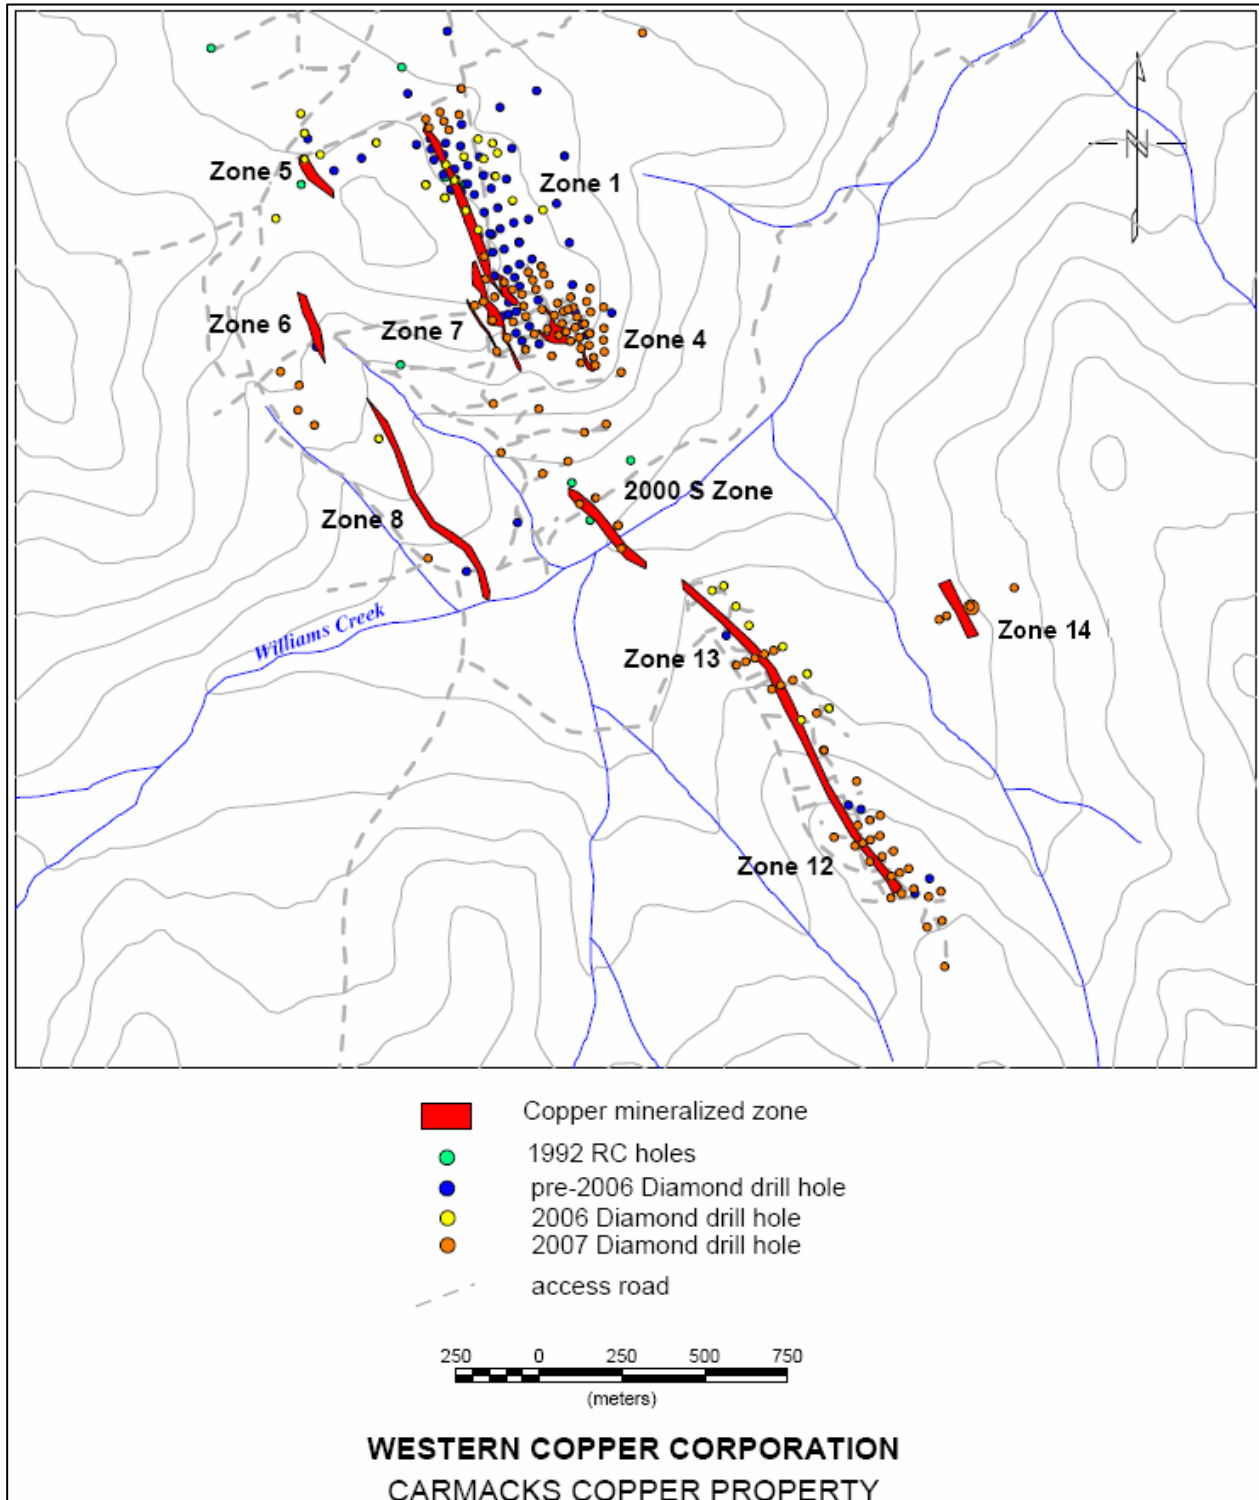 N
Zone 5
Zone 1
Zone 6
Zone 7
Zone 4
2000 S Zone
Zone 8
Williams Creek
Zone 14
Zone 13
Zone 12
Copper mineralized zone
1992 RC holes
pre-2006 Diamond drill hole
2006 Diamond drill hole
2007 Diamond drill hole
access road
250 0 250 500 750
(meters)
WESTERN COPPER CORPORATION
CARMACKS COPPER PROPERTY